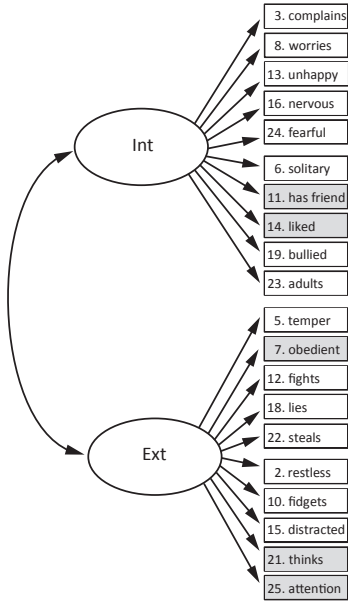 3. complains
8. worries
13. unhappy
16. nervous
24. fearful
6. solitary
11. has friend
14. liked
19. bullied
23. adults
Int
5. temper
7. obedient
12. fights
18. lies
22. steals
2. restless
10. fidgets
15. distracted
21. thinks
25. attention
Ext